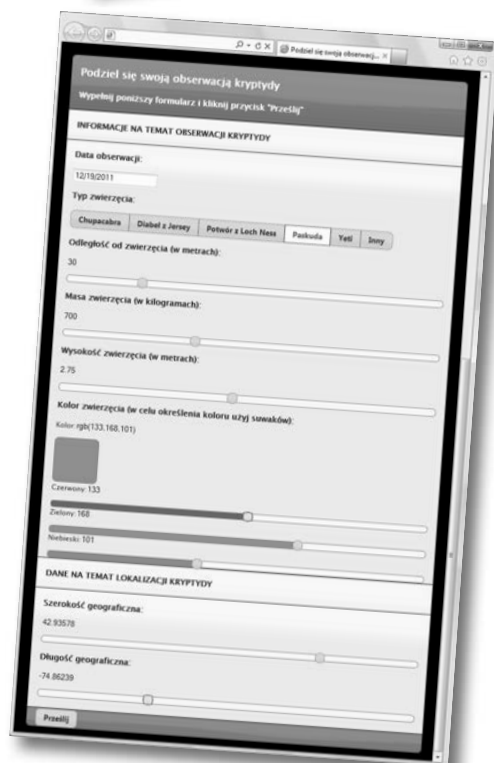 Podziel się swoją obserwacj... ×
Podziel się swoją obserwacją kryptydy
Wypełnij poniższy formularz i kliknij przycisk "Prześlij"
INFORMACJE NA TEMAT OBSERWACJI KRYPTYDY
Data obserwacji:
12/19/2011
Typ zwierzęcia:
Chupacabra Diabeł z Jersey Potwór z Loch Ness Paskuda Yeti Inny
Odległość od zwierzęcia (w metrach):
30
Masa zwierzęcia (w kilogramach):
700
Wysokość zwierzęcia (w metrach):
2.75
Kolor zwierzęcia (w celu określenia koloru użyj suwaków):
Kolor: rgb(133,168,101)
Czerwony: 133
Zielony: 168
Niebieski: 101
DANE NA TEMAT LOKALIZACJI KRYPTYDY
Szerokość geograficzna:
42.93578
Długość geograficzna:
-74.86239
Prześlij